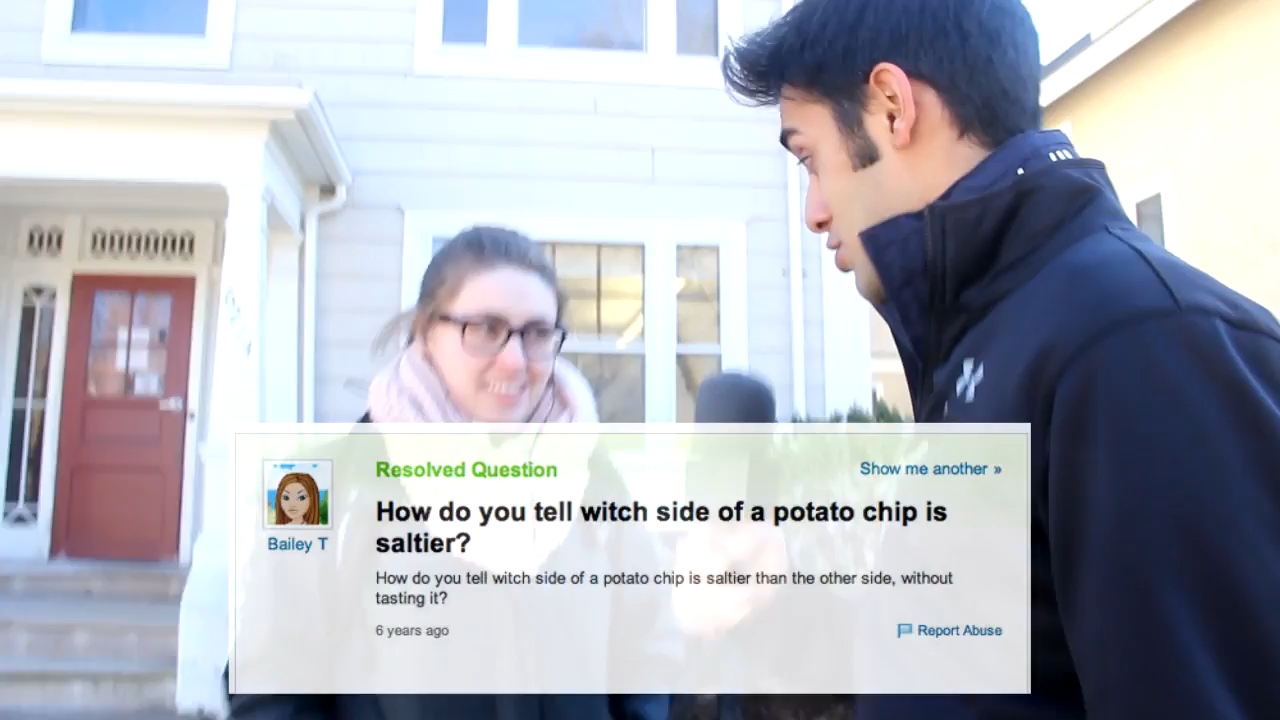 Resolved Question
Show me another »
How do you tell witch side of a potato chip is
saltier?
Bailey T
How do you tell witch side of a potato chip is saltier than the other side, without
tasting it?
6 years ago
Report Abuse